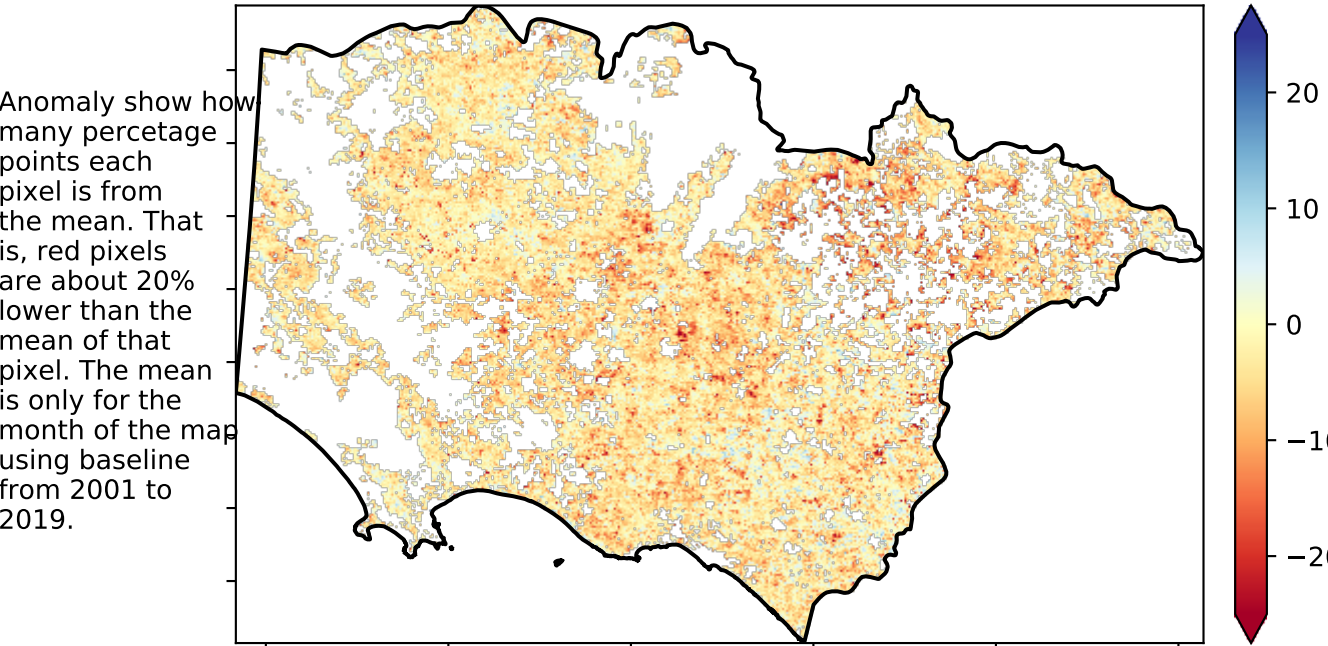 Anomaly show how
many percetage
points each
pixel is from
the mean. That
is, red pixels
are about 20%
lower than the
mean of that
pixel. The mean
is only for the
month of the map
using baseline
from 2001 to
2019.
20
10
0
−10
−20